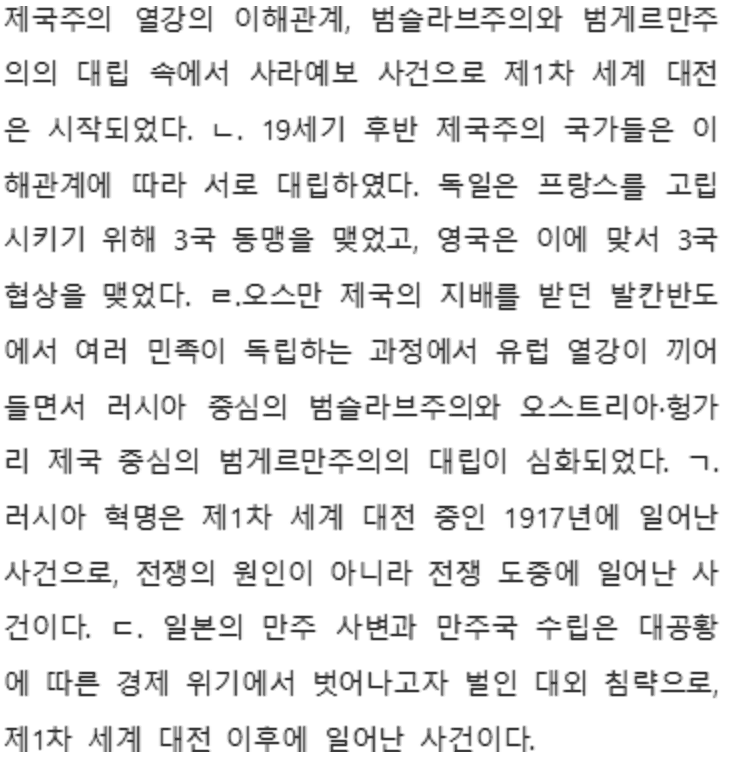 제국주의 열강의 이해관계, 범슬라브주의와 범게르만주
의의 대립 속에서 사라예보 사건으로 제1차 세계 대전
은 시작되었다. ㄴ. 19세기 후반 제국주의 국가들은 이
해관계에 따라 서로 대립하였다. 독일은 프랑스를 고립
시키기 위해 3국 동맹을 맺었고, 영국은 이에 맞서 3국
협상을 맺었다. ㄹ.오스만 제국의 지배를 받던 발칸반도
에서 여러 민족이 독립하는 과정에서 유럽 열강이 끼어
들면서 러시아 중심의 범슬라브주의와 오스트리아·헝가
리 제국 중심의 범게르만주의의 대립이 심화되었다. ㄱ.
러시아 혁명은 제1차 세계 대전 중인 1917년에 일어난
사건으로, 전쟁의 원인이 아니라 전쟁 도중에 일어난 사
건이다. ㄷ. 일본의 만주 사변과 만주국 수립은 대공황
에 따른 경제 위기에서 벗어나고자 벌인 대외 침략으로,
제1차 세계 대전 이후에 일어난 사건이다.